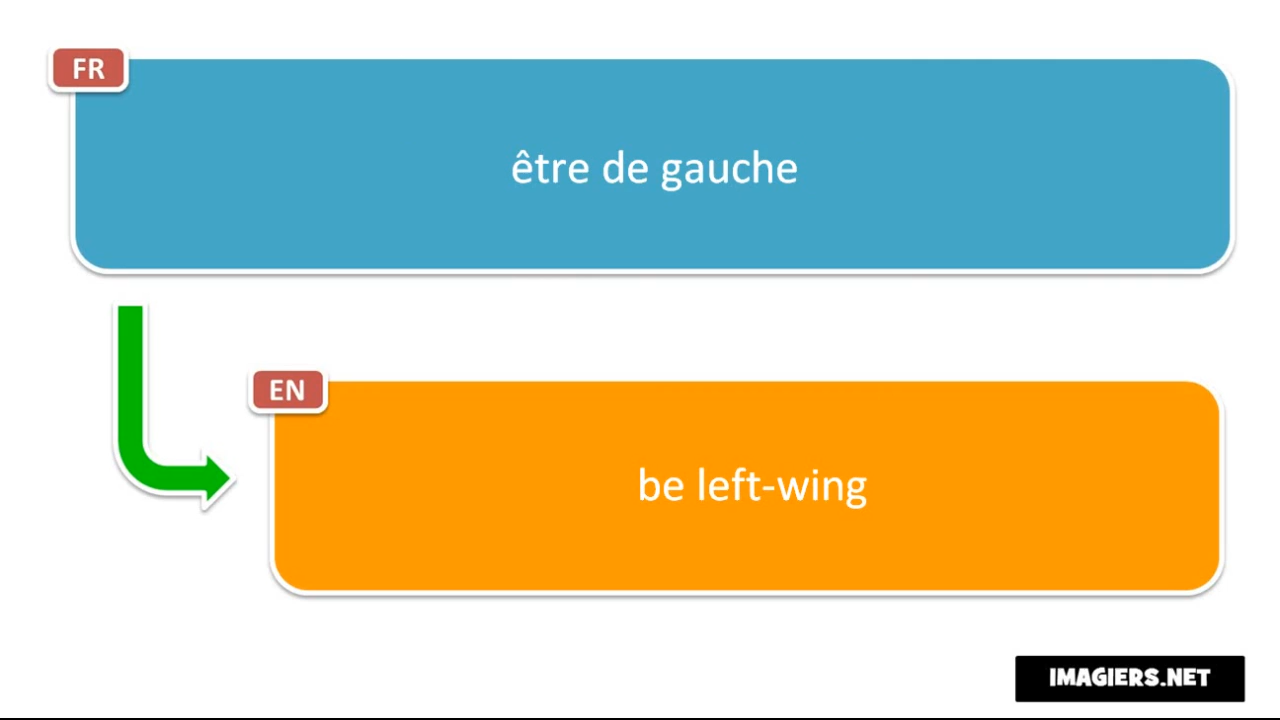 FR
être de gauche
EN
be left-wing
IMAGIERS.NET